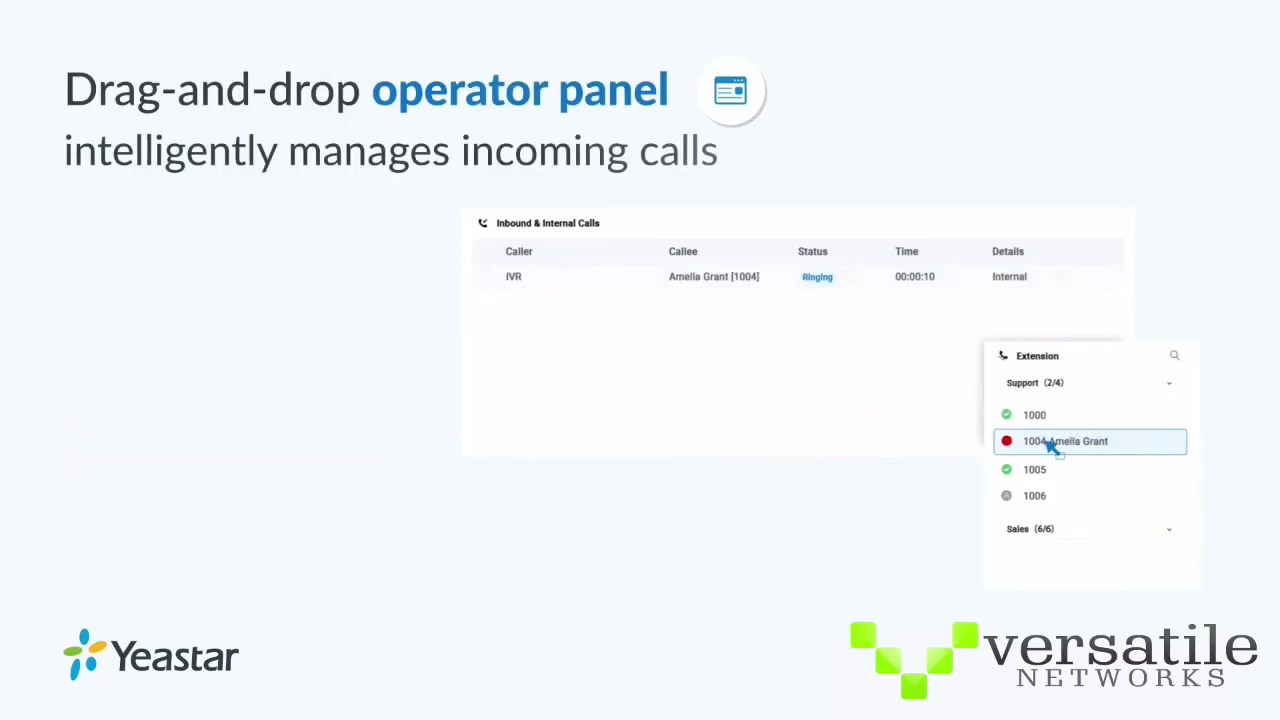 Drag-and-drop operator panel
intelligently manages incoming calls
Inbound & Internal Calls
Caller Callee Status Time Details
IVR Amelia Grant [1004] Ringing 00:00:10 Internal
Extension
Support (2/4)
1000
1004 Amelia Grant
1005
1006
Sales (6/6)
Yeastar
versatile
NETWORKS